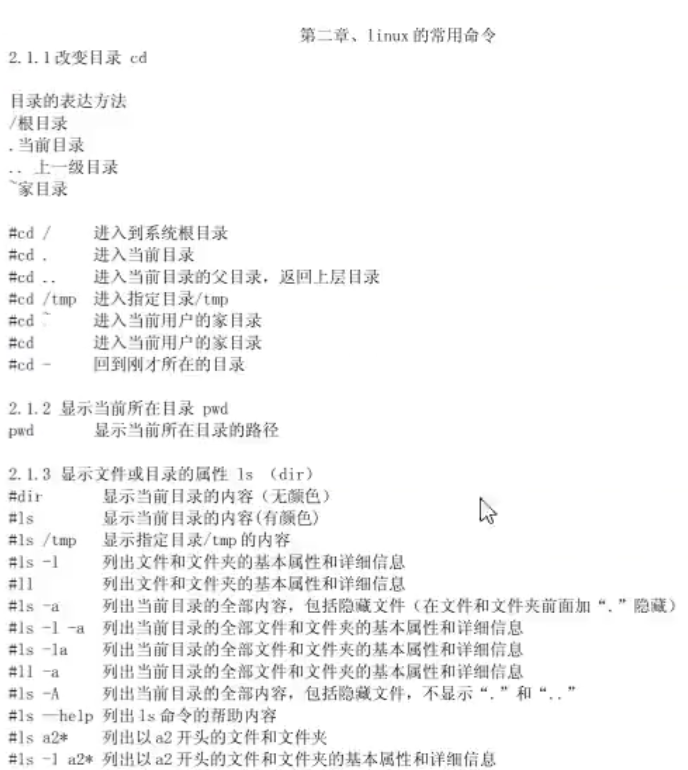 第二章、linux 的常用命令
2.1.1 改变目录 cd
目录的表达方法
/根目录
.当前目录
.. 上一级目录
~家目录
#cd / 进入到系统根目录
#cd . 进入当前目录
#cd .. 进入当前目录的父目录，返回上层目录
#cd /tmp 进入指定目录/tmp
#cd ~ 进入当前用户的家目录
#cd 进入当前用户的家目录
#cd - 回到刚才所在的目录
2.1.2 显示当前所在目录 pwd
pwd 显示当前所在目录的路径
2.1.3 显示文件或目录的属性 ls （dir）
#dir 显示当前目录的内容（无颜色）
#ls 显示当前目录的内容(有颜色)
#ls /tmp 显示指定目录/tmp 的内容
#ls -l 列出文件和文件夹的基本属性和详细信息
#ll 列出文件和文件夹的基本属性和详细信息
#ls -a 列出当前目录的全部内容，包括隐藏文件（在文件和文件夹前面加“.”隐藏）
#ls -l -a 列出当前目录的全部文件和文件夹的基本属性和详细信息
#ls -la 列出当前目录的全部文件和文件夹的基本属性和详细信息
#ll -a 列出当前目录的全部文件和文件夹的基本属性和详细信息
#ls -A 列出当前目录的全部内容，包括隐藏文件，不显示“.”和“..”
#ls —help 列出 ls 命令的帮助内容
#ls a2* 列出以 a2 开头的文件和文件夹
#ls -l a2* 列出以 a2 开头的文件和文件夹的基本属性和详细信息